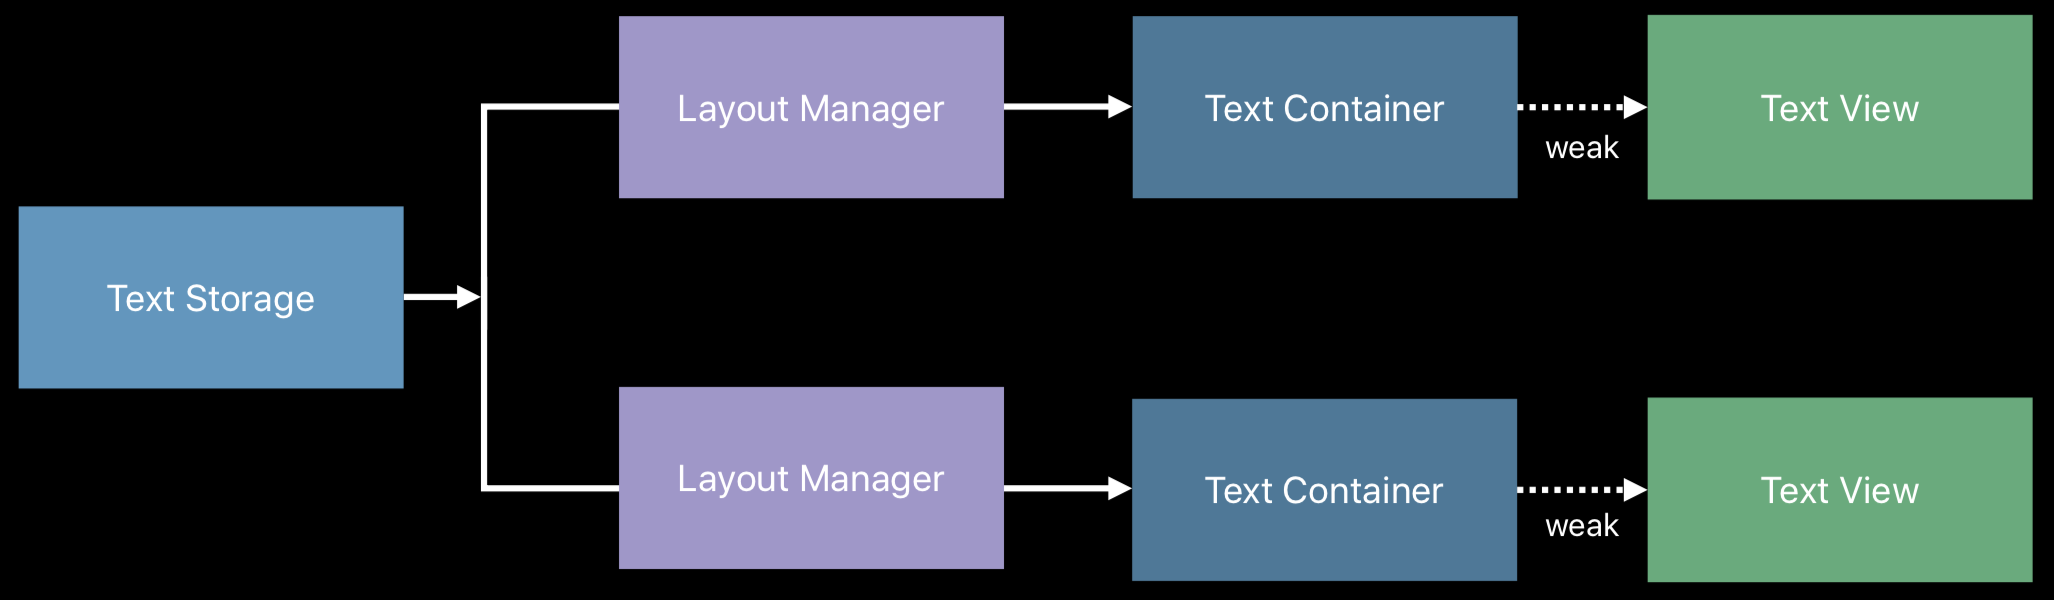 Layout Manager
Text Container
weak
Text View
Text Storage
Layout Manager
Text Container
weak
Text View